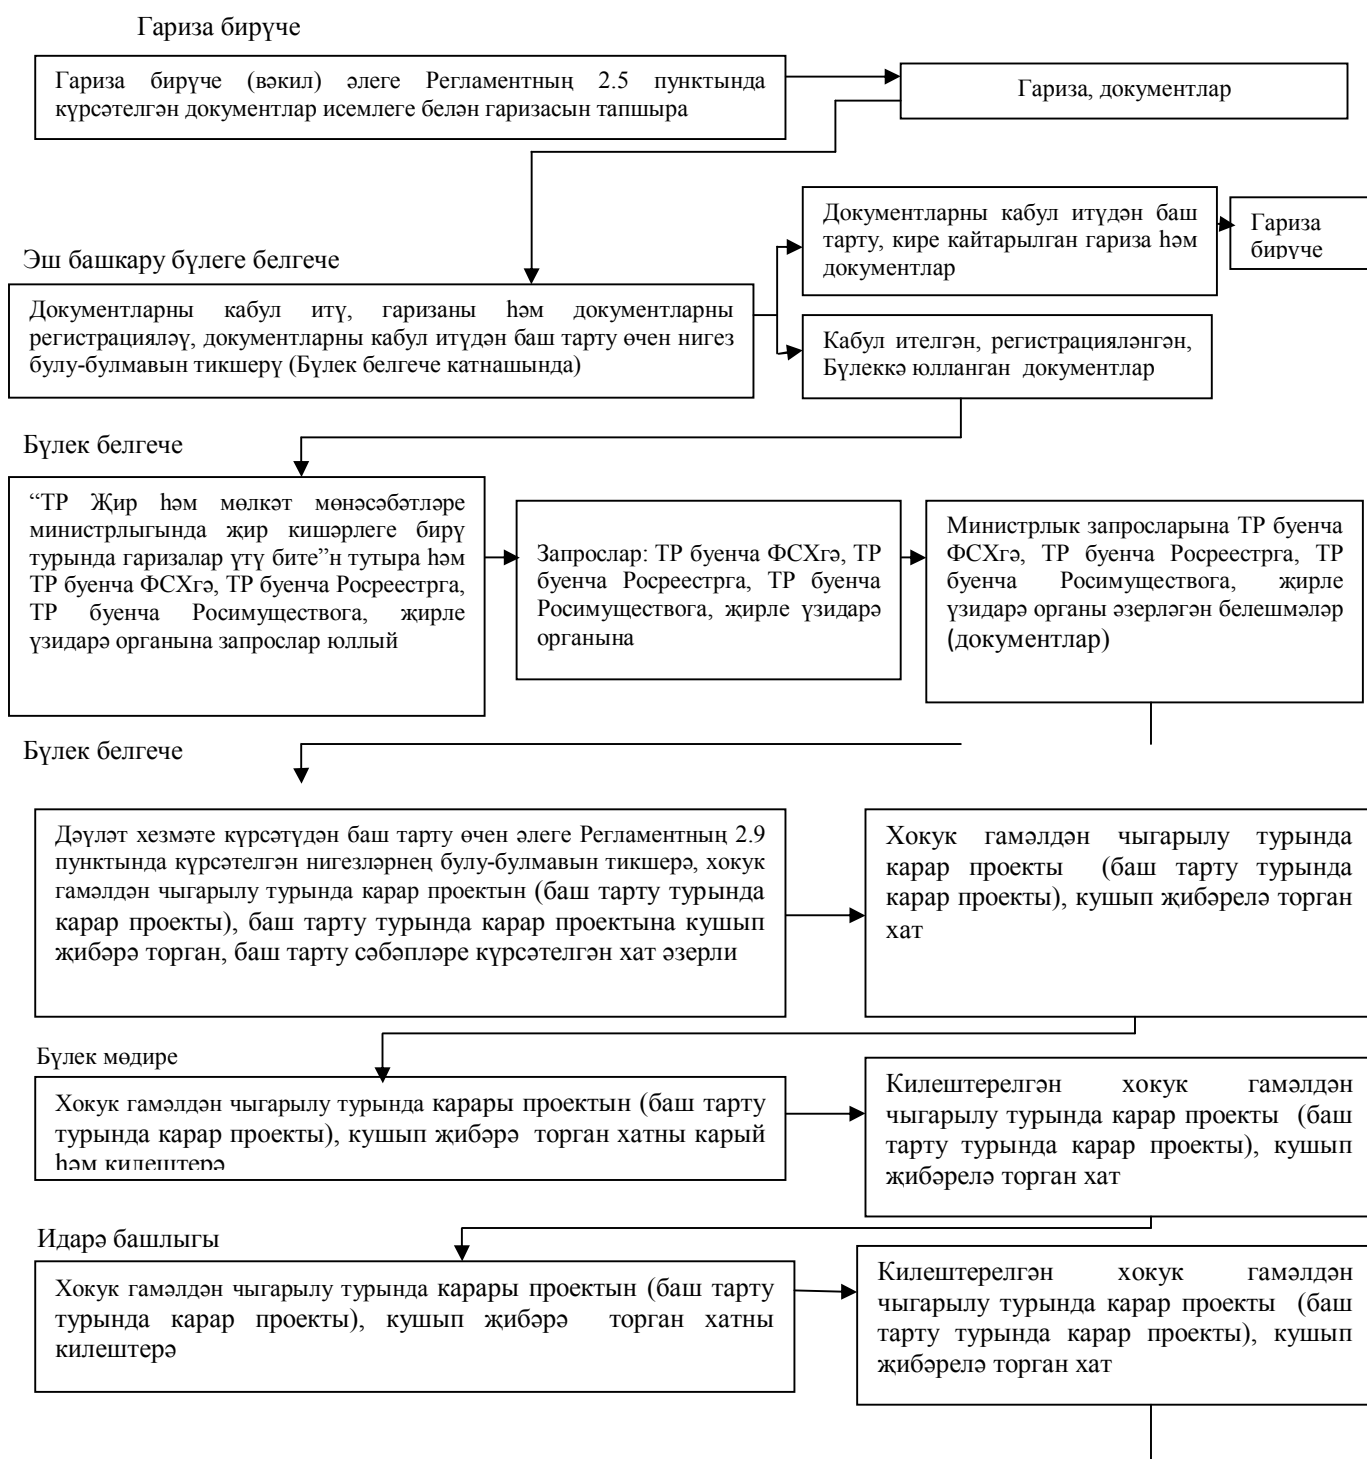 Гариза бирүче
Гариза бирүче (вәкил) әлеге Регламентның 2.5 пунктында
күрсәтелгән документлар исемлеге белән гаризасын тапшыра
Гариза, документлар
Документларны кабул итүдән баш
тарту, кире кайтарылган гариза һәм
документлар
Гариза
бирүче
Эш башкару бүлеге белгече
Документларны кабул итү, гаризаны һәм документларны
регистрацияләү, документларны кабул итүдән баш тарту өчен нигез
булу-булмавын тикшерү (Бүлек белгече катнашында)
Кабул ителгән, регистрацияләнгән,
Бүлеккә юлланган документлар
Бүлек белгече
“ТР Җир һәм мөлкәт мөнәсәбәтләре
министрлыгында җир кишәрлеге бирү
турында гаризалар үтү бите”н тутыра һәм
ТР буенча ФСХгә, ТР буенча Росреестрга,
ТР буенча Росимуществога, җирле
үзидарә органына запрослар юллый
Запрослар: ТР буенча ФСХгә, ТР
буенча Росреестрга, ТР буенча
Росимуществога, җирле үзидарә
органына
Министрлык запросларына ТР буенча
ФСХгә, ТР буенча Росреестрга, ТР
буенча Росимуществога, җирле
үзидарә органы әзерләгән белешмәләр
(документлар)
Бүлек белгече
Дәүләт хезмәте күрсәтүдән баш тарту өчен әлеге Регламентның 2.9
пунктында күрсәтелгән нигезләрнең булу-булмавын тикшерә, хокук
гамәлдән чыгарылу турында карар проектын (баш тарту турында
карар проекты), баш тарту турында карар проектына кушып
җибәрә торган, баш тарту сәбәпләре күрсәтелгән хат әзерли
Хокук гамәлдән чыгарылу турында
карар проекты (баш тарту турында
карар проекты), кушып җибәрелә торган
хат
Бүлек мөдире
Хокук гамәлдән чыгарылу турында карары проектын (баш тарту
турында карар проекты), кушып җибәрә торган хатны карый
һәм килештерә
Килештерелгән хокук гамәлдән
чыгарылу турында карар проекты (баш
тарту турында карар проекты), кушып
җибәрелә торган хат
Идарә башлыгы
Хокук гамәлдән чыгарылу турында карары проектын (баш тарту
турында карар проекты), кушып җибәрә торган хатны
килештерә
Килештерелгән хокук гамәлдән
чыгарылу турында карар проекты (баш
тарту турында карар проекты), кушып
җибәрелә торган хат